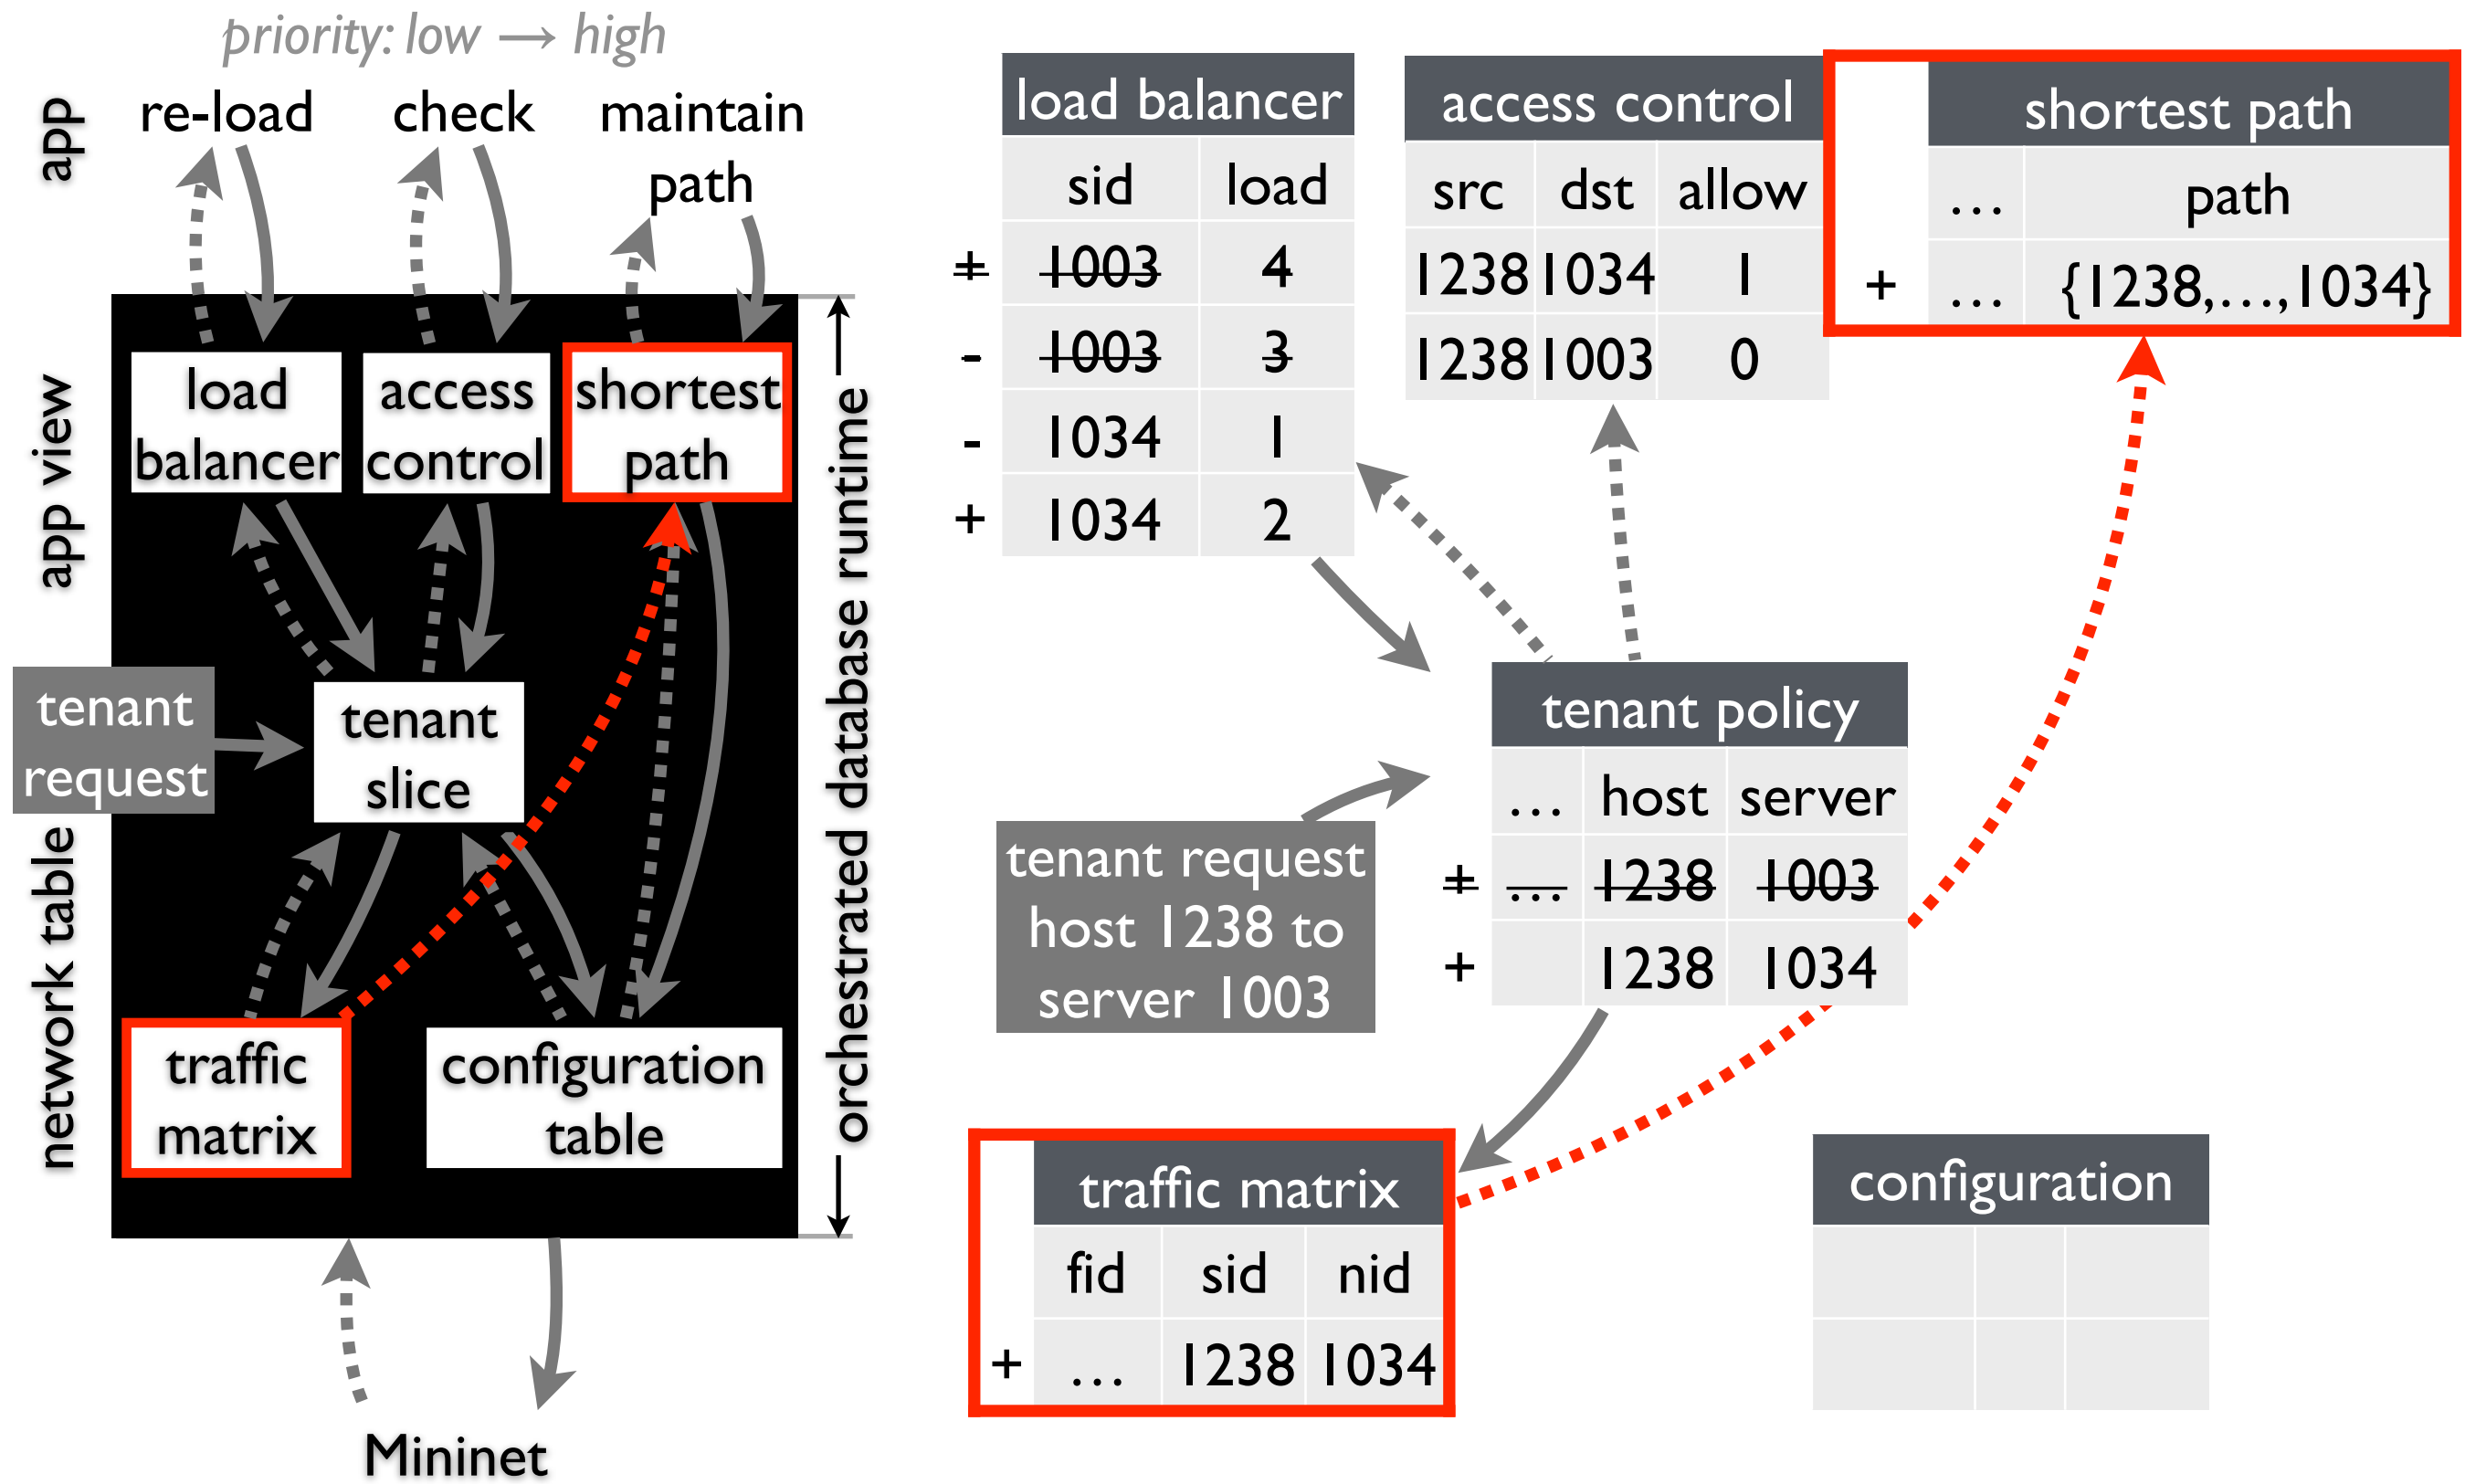 priority: low → high
re-load check maintain
path
app
app view
network table
load
balancer
access
control
shortest
path
tenant
request
tenant
slice
traffic
matrix
configuration
table
orchestrated database runtime
Mininet
load balancer
sid load
+ 1003 4
- 1003 3
- 1034 1
+ 1034 2
access control
src dst allow
1238 1034 1
1238 1003 0
shortest path
... path
+ ... {1238,...,1034}
tenant request
host 1238 to
server 1003
tenant policy
... host server
+ ... 1238 1003
+ 1238 1034
traffic matrix
fid sid nid
+ ... 1238 1034
configuration